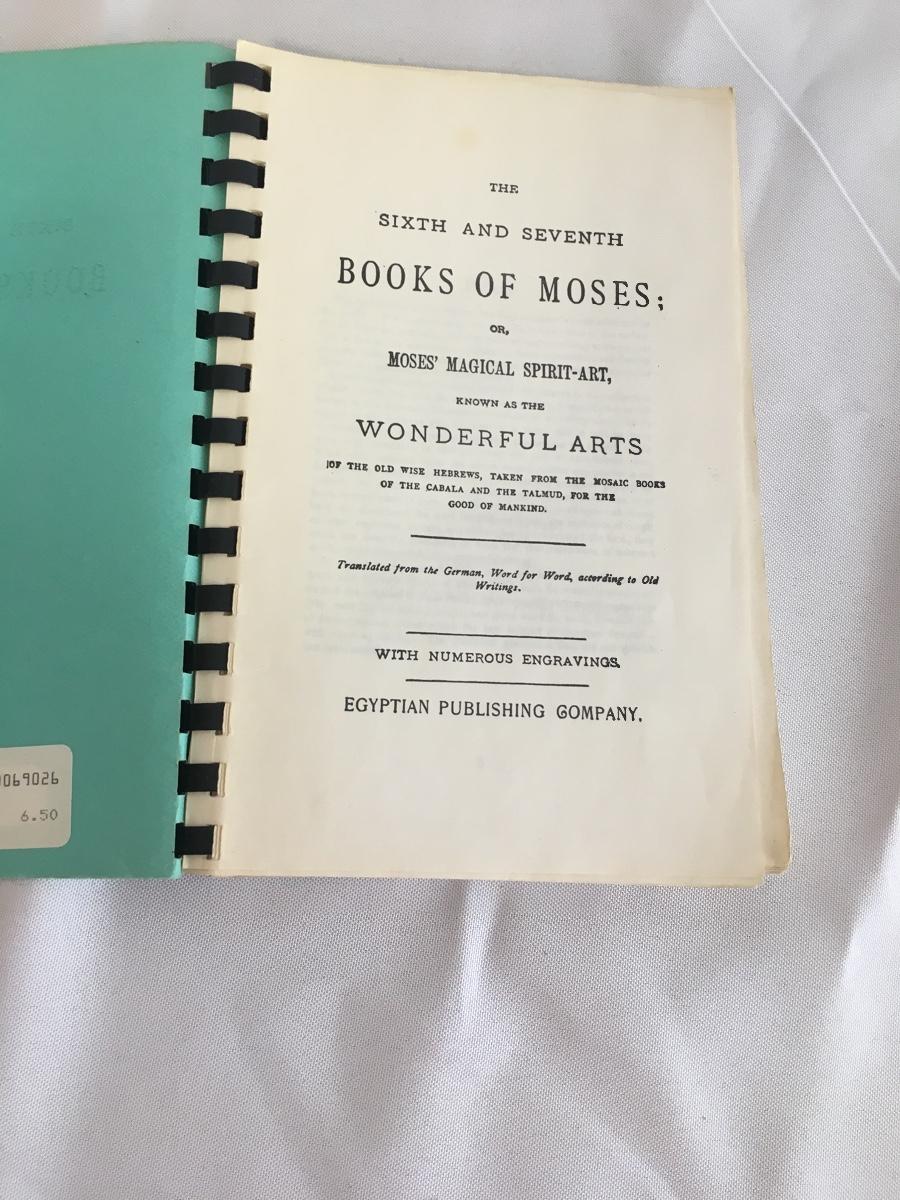 THE
SIXTH AND SEVENTH
BOOKS OF MOSES;
OR,
MOSES' MAGICAL SPIRIT-ART,
KNOWN AS THE
WONDERFUL ARTS
OF THE OLD WISE HEBREWS, TAKEN FROM THE MOSAIC BOOKS
OF THE CABALA AND THE TALMUD, FOR THE
GOOD OF MANKIND.
Translated from the German, Word for Word, according to Old
Writings.
WITH NUMEROUS ENGRAVINGS.
EGYPTIAN PUBLISHING GOMPANY.
069026
6.50